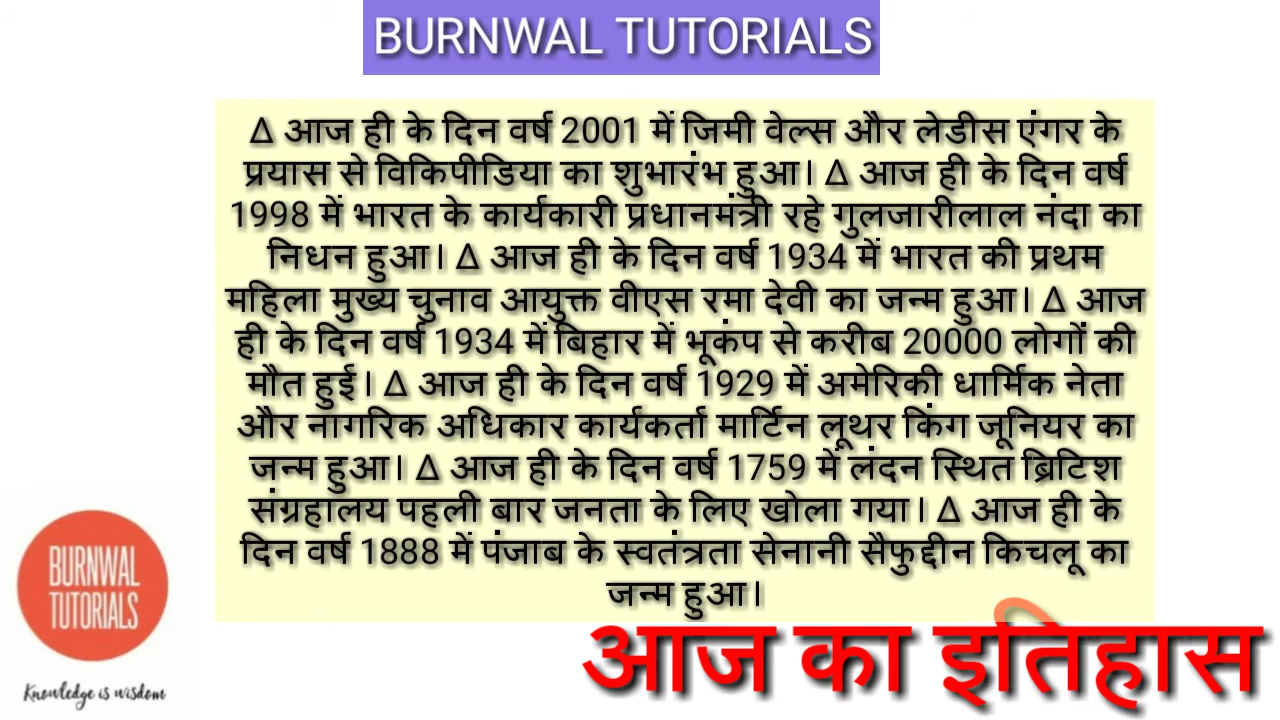 BURNWAL TUTORIALS
∆ आज ही के दिन वर्ष 2001 में जिमी वेल्स और लेडीस एंगर के
प्रयास से विकिपीडिया का शुभारंभ हुआ। ∆ आज ही के दिन वर्ष
1998 में भारत के कार्यकारी प्रधानमंत्री रहे गुलजारीलाल नंदा का
निधन हुआ। ∆ आज ही के दिन वर्ष 1934 में भारत की प्रथम
महिला मुख्य चुनाव आयुक्त वीएस रमा देवी का जन्म हुआ। ∆ आज
ही के दिन वर्ष 1934 में बिहार में भूकंप से करीब 20000 लोगों की
मौत हुई। ∆ आज ही के दिन वर्ष 1929 में अमेरिकी धार्मिक नेता
और नागरिक अधिकार कार्यकर्ता मार्टिन लूथर किंग जूनियर का
जन्म हुआ। ∆ आज ही के दिन वर्ष 1759 में लंदन स्थित ब्रिटिश
संग्रहालय पहली बार जनता के लिए खोला गया। ∆ आज ही के
दिन वर्ष 1888 में पंजाब के स्वतंत्रता सेनानी सैफुद्दीन किचलू का
जन्म हुआ।
BURNWAL
TUTORIALS
Knowledge is wisdom
आज का इतिहास